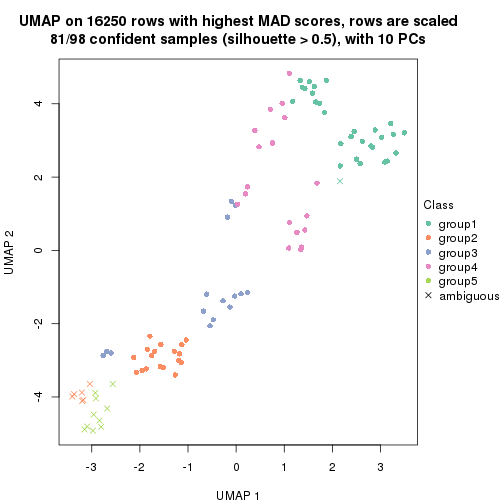 UMAP on 16250 rows with highest MAD scores, rows are scaled
81/98 confident samples (silhouette > 0.5), with 10 PCs
4
2
0
-2
-4
UMAP 2
-3
-2
-1
0
1
2
3
UMAP 1
Class
group1
group2
group3
group4
group5
ambiguous